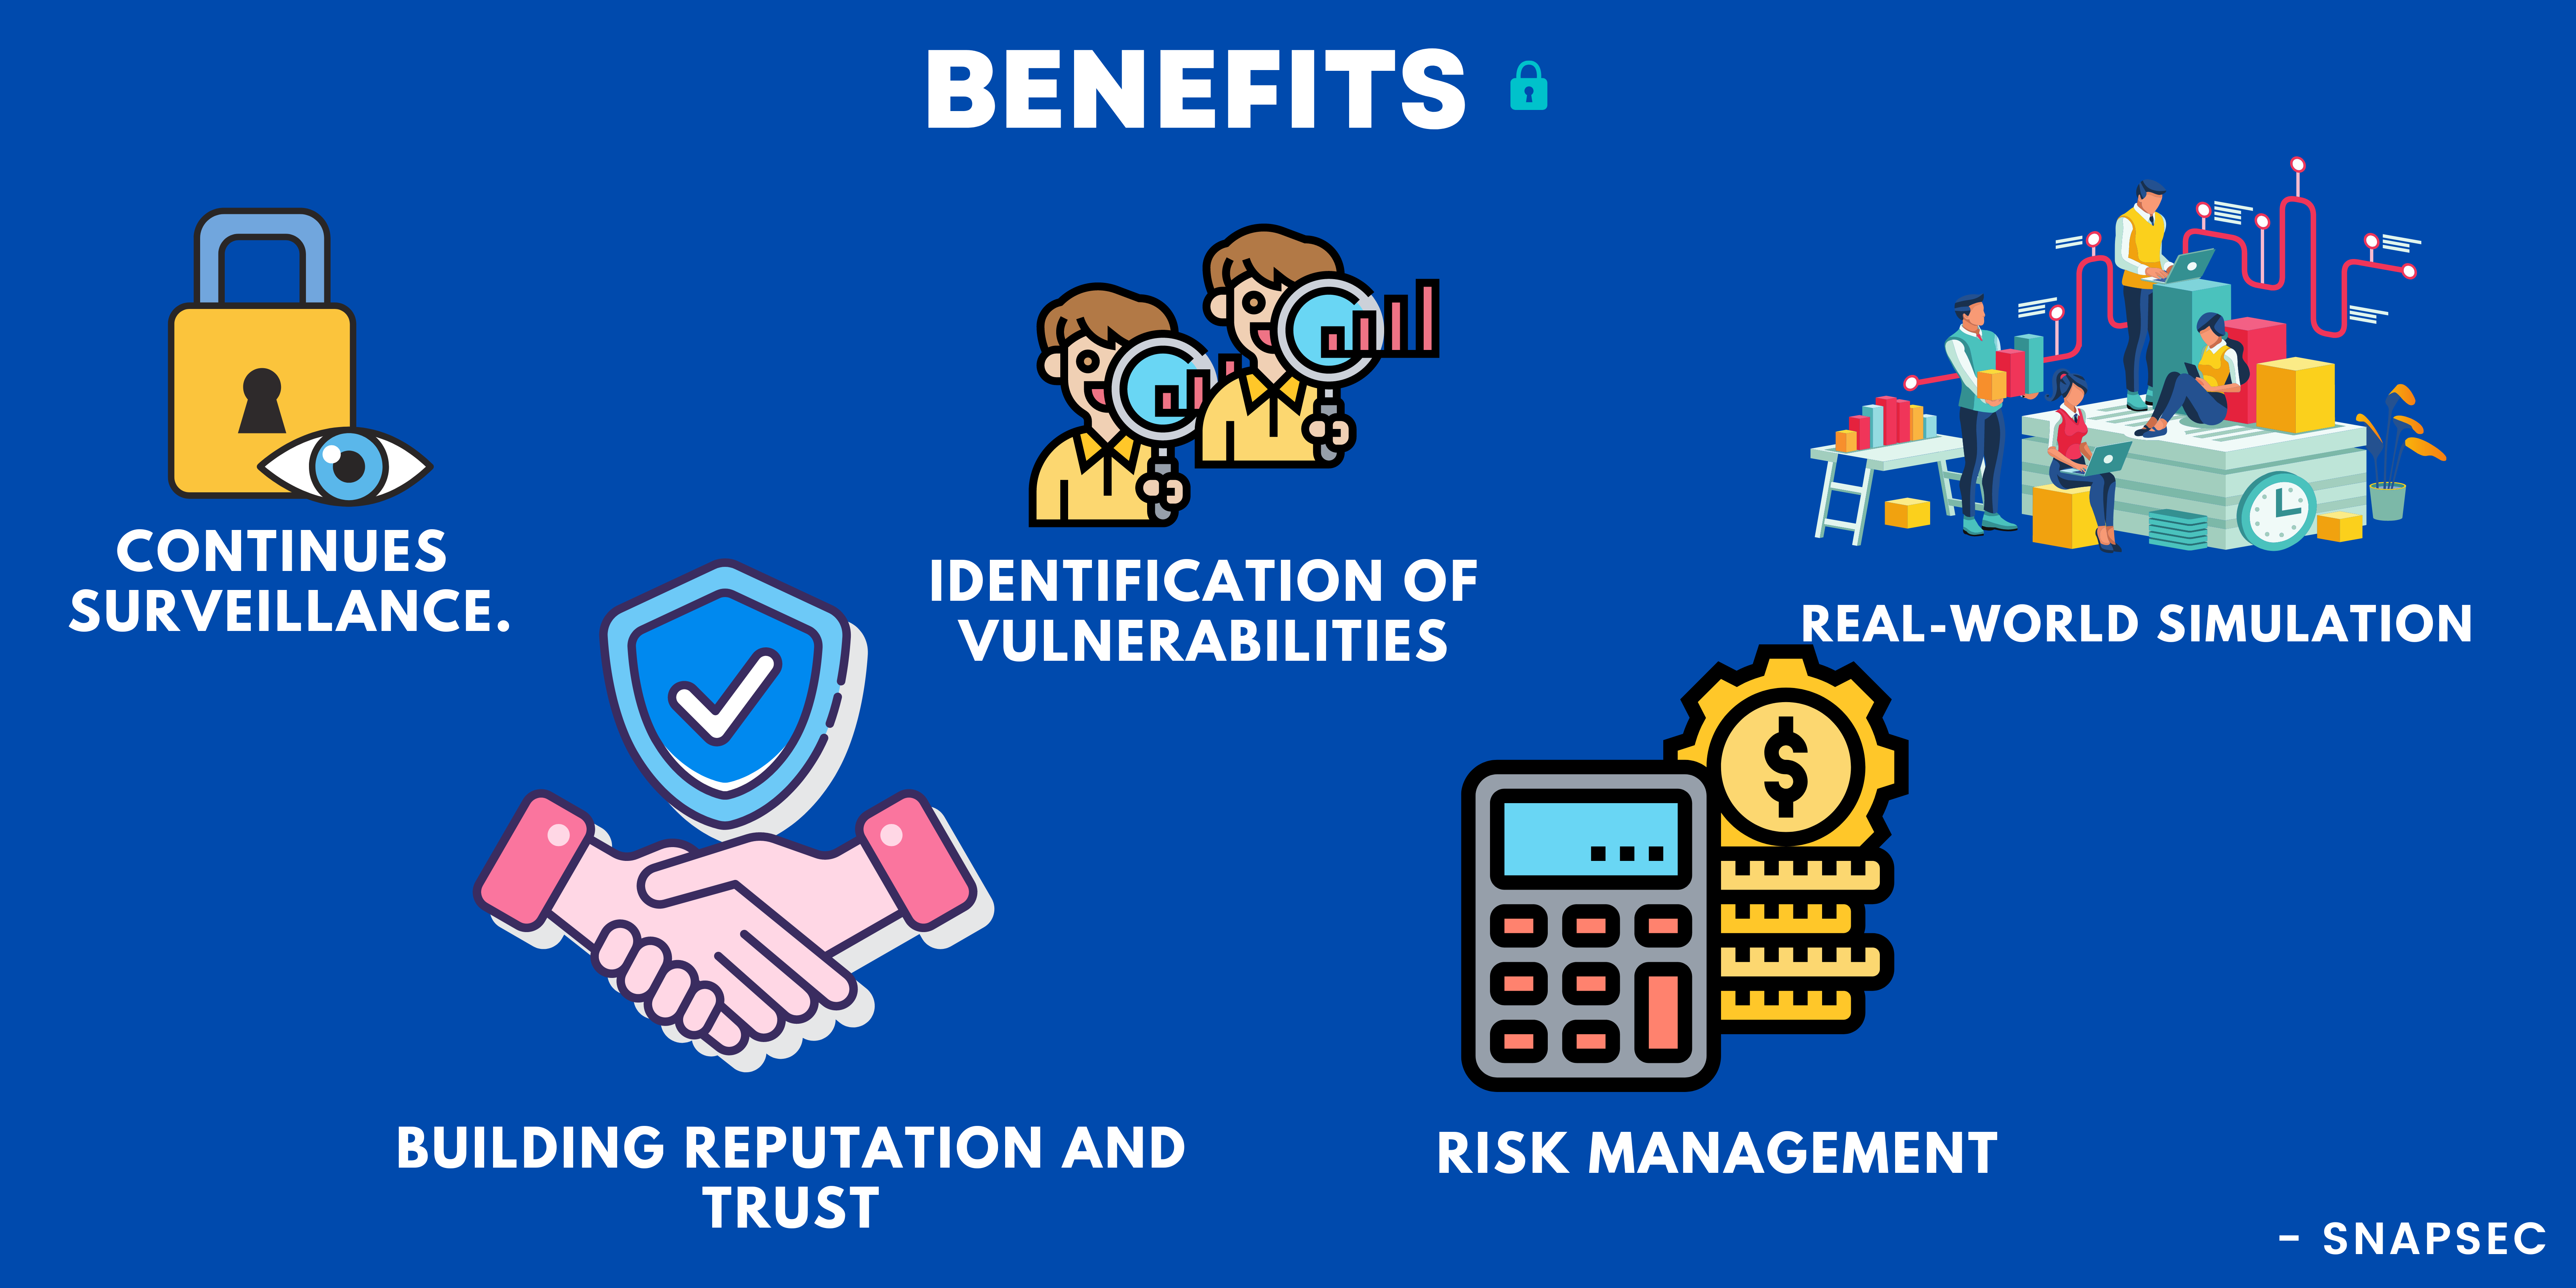 BENEFITS
CONTINUES
SURVEILLANCE.
IDENTIFICATION OF
VULNERABILITIES
REAL-WORLD SIMULATION
$
BUILDING REPUTATION AND
TRUST
RISK MANAGEMENT
- SNAPSEC